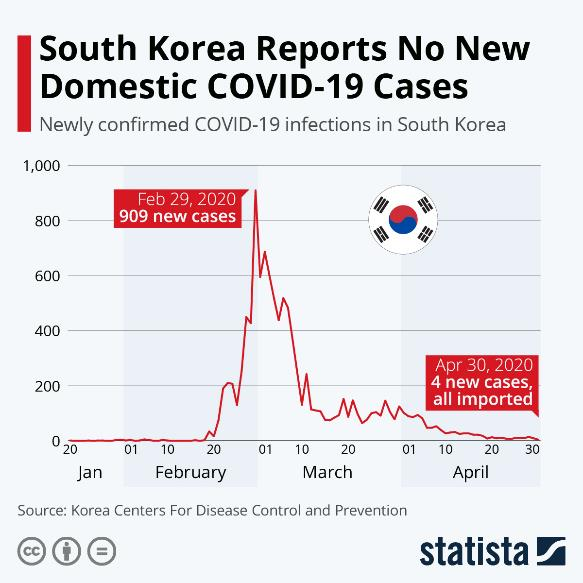 South Korea Reports No New
Domestic COVID-19 Cases
Newly confirmed COVID-19 infections in South Korea
1,000
800
600
400
200
0
Feb 29, 2020
909 new cases
Apr 30, 2020
4 new cases,
all imported
20 01 10 20 01 10 20 01 10 20 30
Jan February March April
Source: Korea Centers For Disease Control and Prevention
cc
statista